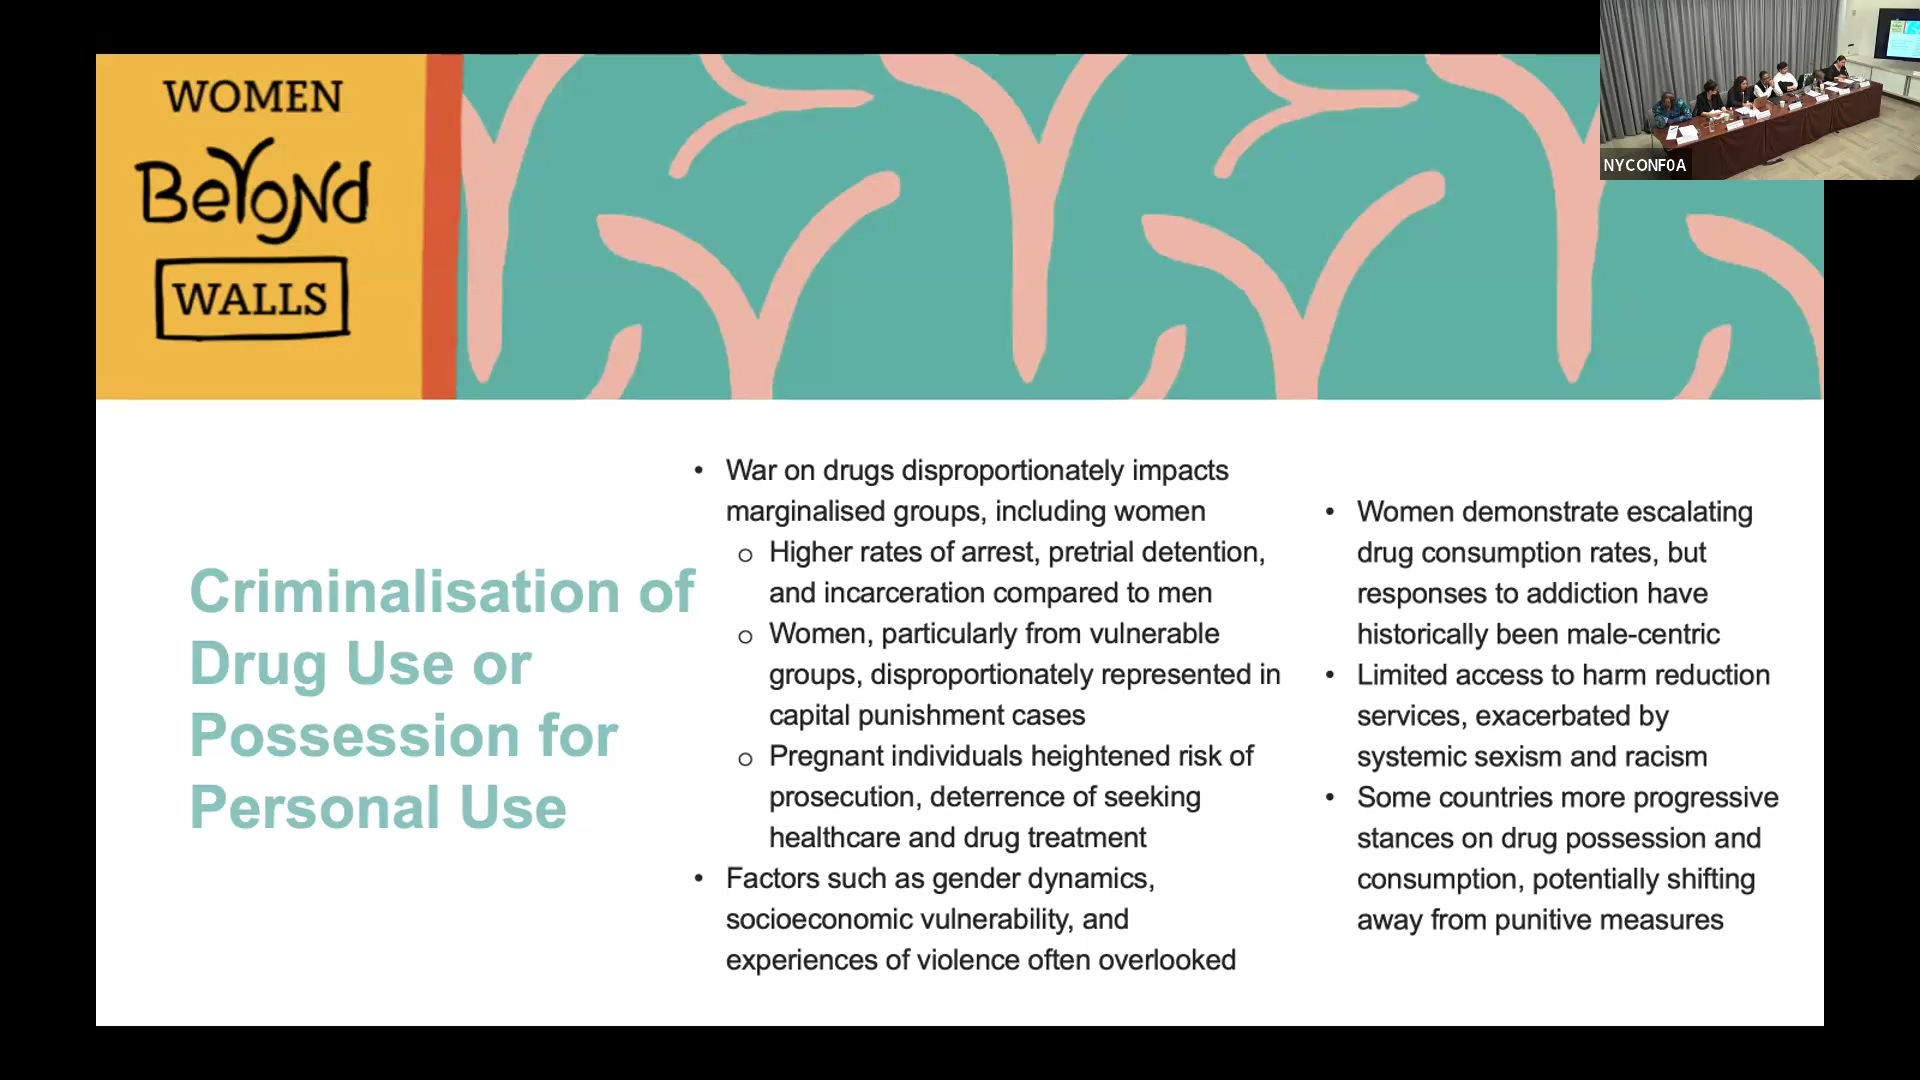 WOMEN
BeYoNd
WALLS
NYCONF0A
Criminalisation of
Drug Use or
Possession for
Personal Use
• War on drugs disproportionately impacts
marginalised groups, including women
o Higher rates of arrest, pretrial detention,
and incarceration compared to men
o Women, particularly from vulnerable
groups, disproportionately represented in
capital punishment cases
o Pregnant individuals heightened risk of
prosecution, deterrence of seeking
healthcare and drug treatment
• Factors such as gender dynamics,
socioeconomic vulnerability, and
experiences of violence often overlooked
• Women demonstrate escalating
drug consumption rates, but
responses to addiction have
historically been male-centric
• Limited access to harm reduction
services, exacerbated by
systemic sexism and racism
• Some countries more progressive
stances on drug possession and
consumption, potentially shifting
away from punitive measures